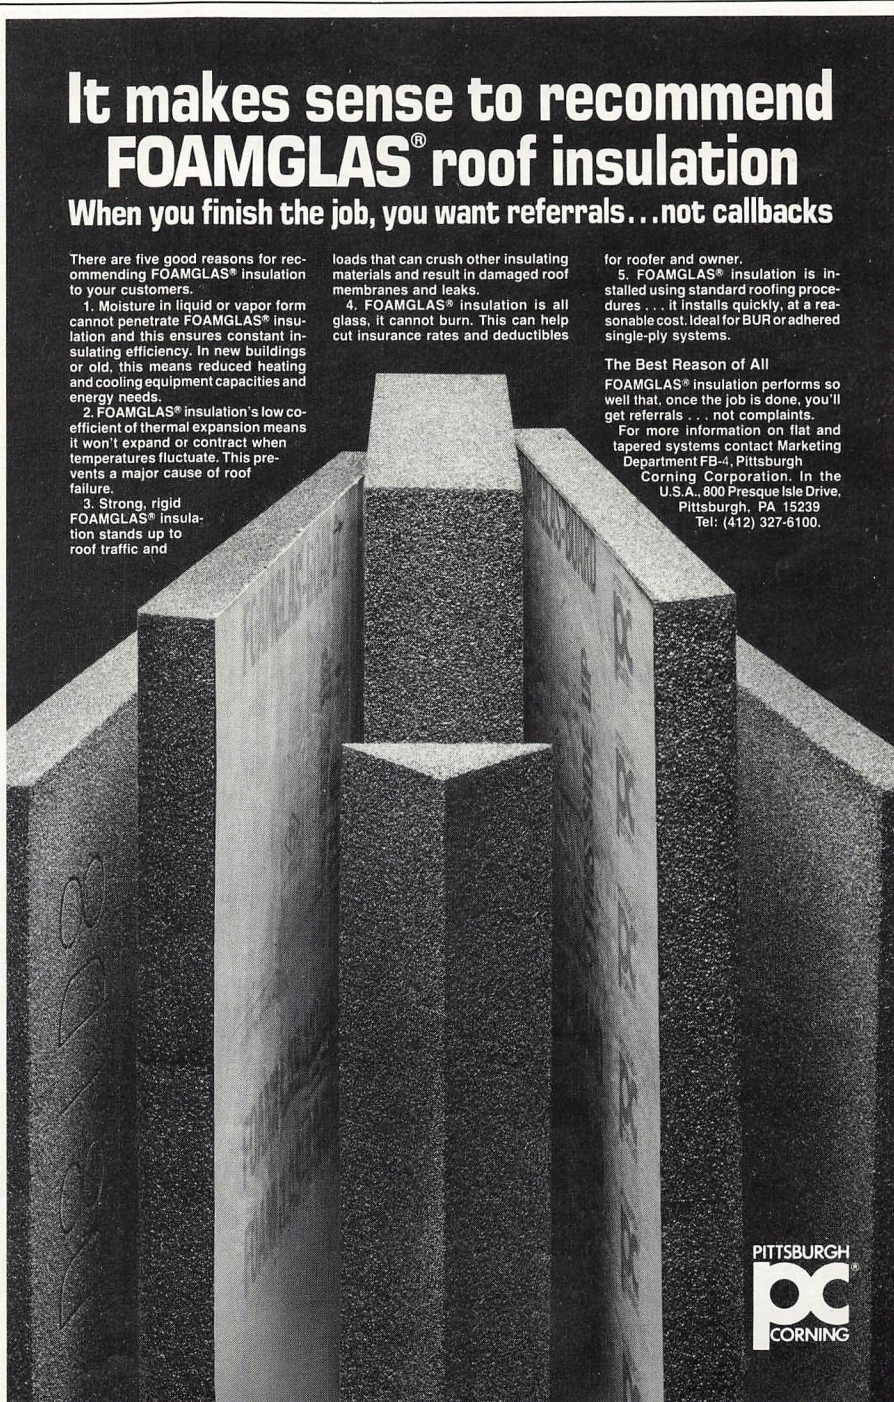 It makes sense to recommend
FOAMGLAS® roof insulation
When you finish the job, you want referrals...not callbacks
There are five good reasons for rec-
ommending FOAMGLAS® insulation
to your customers.
1. Moisture in liquid or vapor form
cannot penetrate FOAMGLAS® insu-
lation and this ensures constant in-
sulating efficiency. In new buildings
or old, this means reduced heating
and cooling equipment capacities and
energy needs.
2. FOAMGLAS® insulation's low co-
efficient of thermal expansion means
it won't expand or contract when
temperatures fluctuate. This pre-
vents a major cause of roof
failure.
3. Strong, rigid
FOAMGLAS® insula-
tion stands up to
roof traffic and
loads that can crush other insulating
materials and result in damaged roof
membranes and leaks.
4. FOAMGLAS® insulation is all
glass, it cannot burn. This can help
cut insurance rates and deductibles
for roofer and owner.
5. FOAMGLAS® insulation is in-
stalled using standard roofing proce-
dures . . . it installs quickly, at a rea-
sonable cost. Ideal for BUR or adhered
single-ply systems.
The Best Reason of All
FOAMGLAS® insulation performs so
well that, once the job is done, you'll
get referrals . . . not complaints.
For more information on flat and
tapered systems contact Marketing
Department FB-4, Pittsburgh
Corning Corporation. In the
U.S.A., 800 Presque Isle Drive,
Pittsburgh, PA 15239
Tel: (412) 327-6100.
FOAMGLAS-BOARD
pc
pc
pc
pc
pc
PITTSBURGH
pc®
CORNING